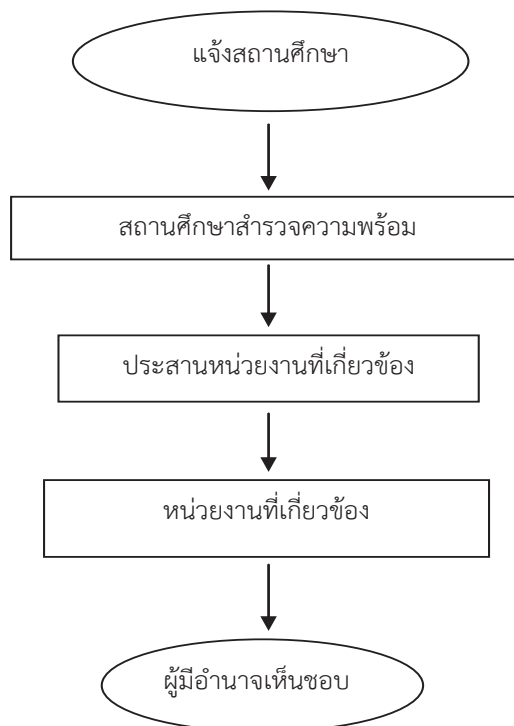 แจ้งสถานศึกษา
สถานศึกษาสำรวจความพร้อม
ประสานหน่วยงานที่เกี่ยวข้อง
หน่วยงานที่เกี่ยวข้อง
ผู้มีอำนาจเห็นชอบ